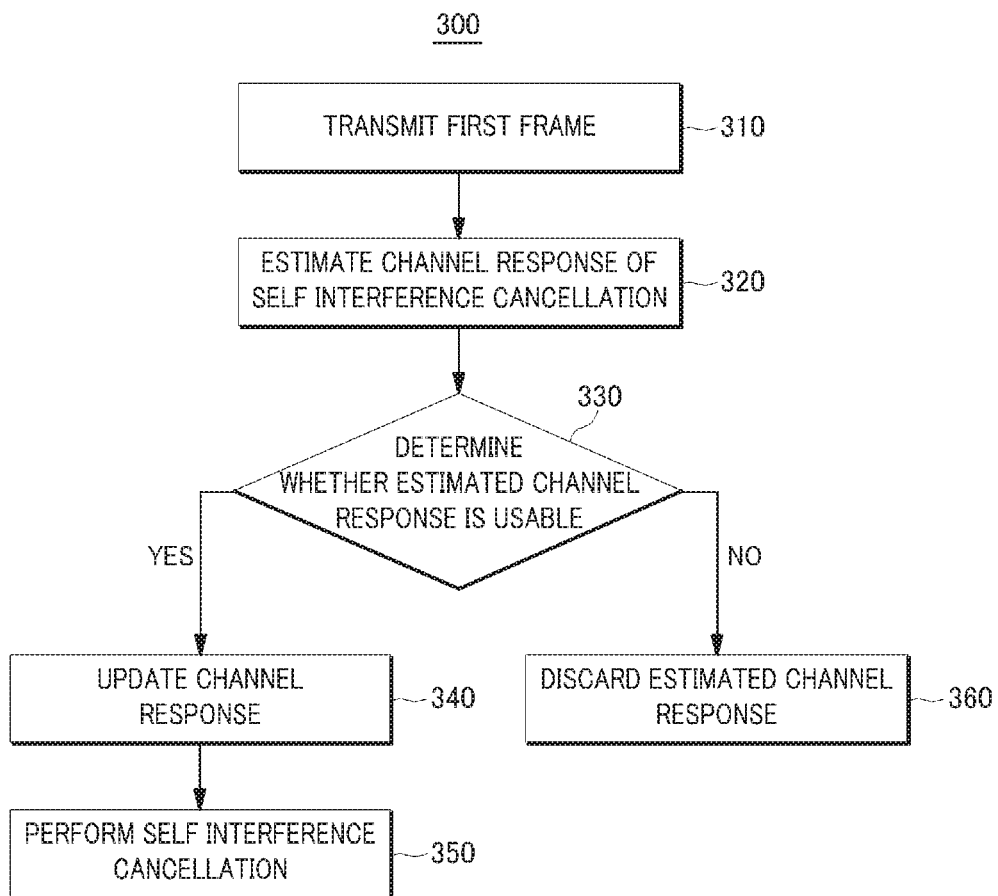 300
TRANSMIT FIRST FRAME
310
ESTIMATE CHANNEL RESPONSE OF
SELF INTERFERENCE CANCELLATION
320
330
DETERMINE
WHETHER ESTIMATED CHANNEL
RESPONSE IS USABLE
YES
NO
UPDATE CHANNEL
RESPONSE
340
DISCARD ESTIMATED CHANNEL
RESPONSE
360
PERFORM SELF INTERFERENCE
CANCELLATION
350